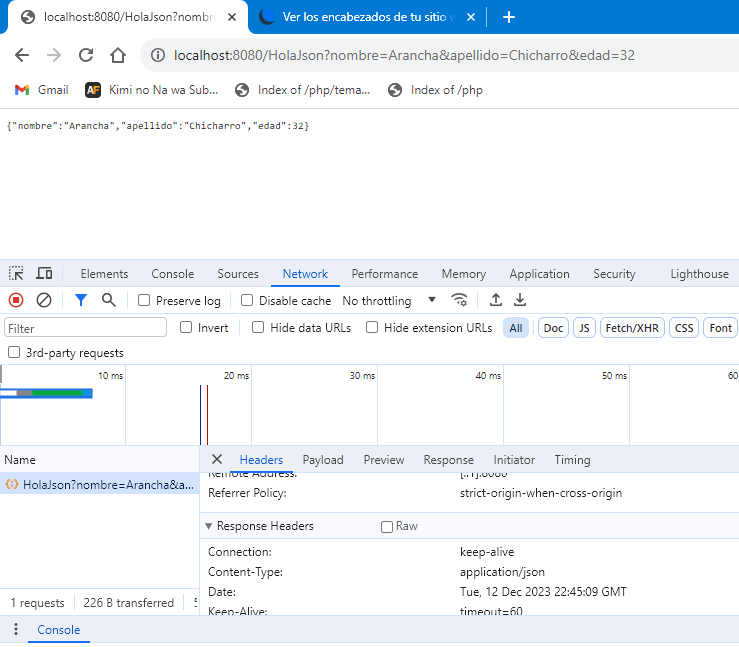 localhost:8080/HolaJson?nombr
Ver los encabezados de tu sitio w
localhost:8080/HolaJson?nombre=Arancha&apellido=Chicharro&edad=32
Gmail
AF Kimi no Na wa Sub...
Index of /php/tema...
Index of /php
{"nombre":"Arancha","apellido":"Chicharro","edad":32}
Elements Console Sources Network Performance Memory Application Security Lighthouse
Preserve log Disable cache No throttling
Filter Invert Hide data URLs Hide extension URLs All Doc JS Fetch/XHR CSS Font
3rd-party requests
10 ms 20 ms 30 ms 40 ms 50 ms 60
Name
Headers Payload Preview Response Initiator Timing
HolaJson?nombre=Arancha&a...
Remote Address: [::1]:8080
Referrer Policy: strict-origin-when-cross-origin
Response Headers Raw
Connection: keep-alive
Content-Type: application/json
Date: Tue, 12 Dec 2023 22:45:09 GMT
Keep-Alive: timeout=60
1 requests 226 B transferred 5
Console